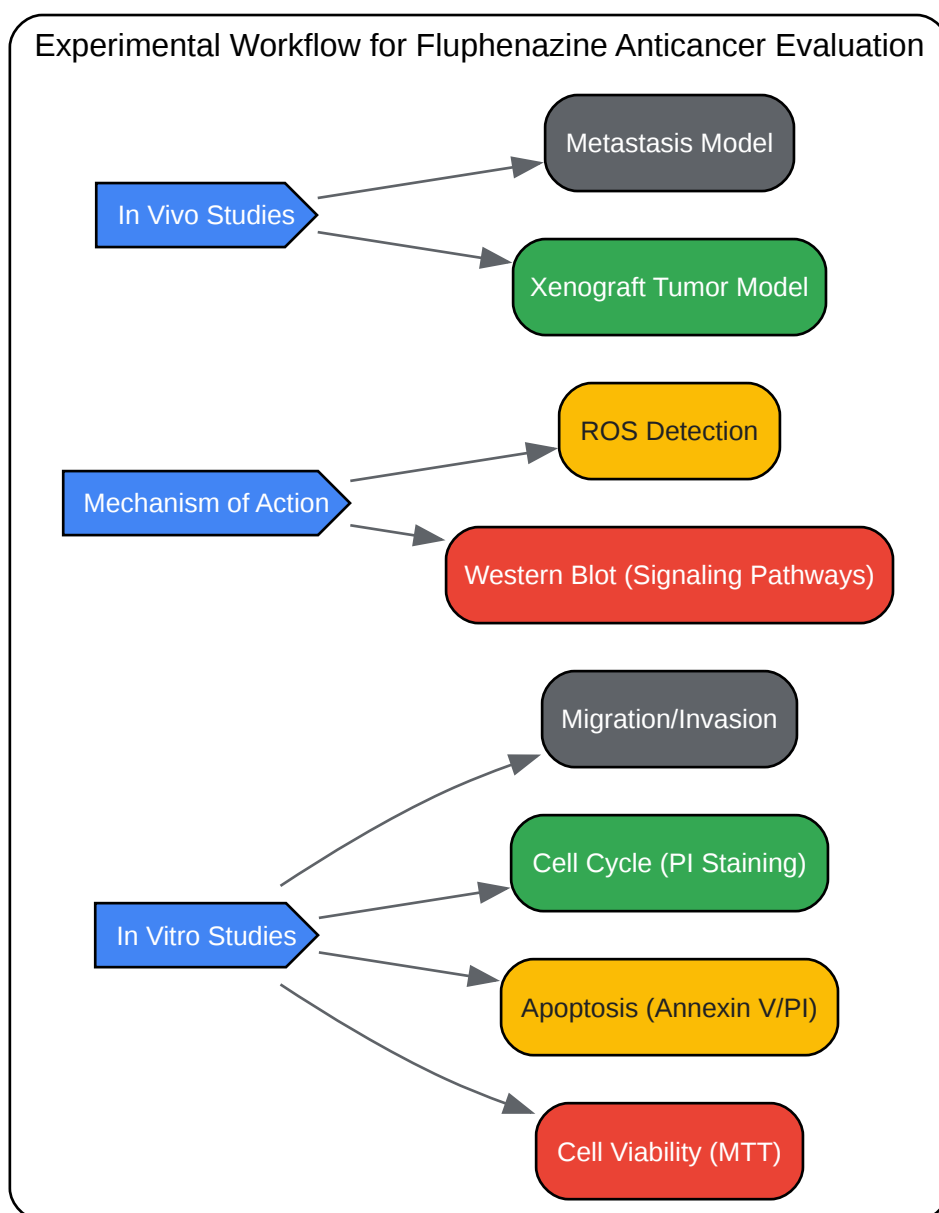 Experimental Workflow for Fluphenazine Anticancer Evaluation
Metastasis Model
In Vivo Studies
Xenograft Tumor Model
ROS Detection
Mechanism of Action
Western Blot (Signaling Pathways)
Migration/Invasion
Cell Cycle (PI Staining)
In Vitro Studies
Apoptosis (Annexin V/PI)
Cell Viability (MTT)